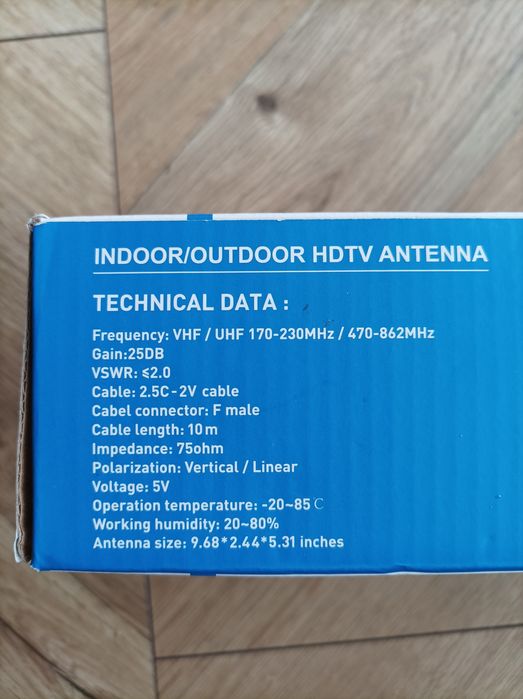 INDOOR/OUTDOOR HDTV ANTENNA
TECHNICAL DATA :
Frequency: VHF / UHF 170-230MHz / 470-862MHz
Gain:25DB
VSWR: ≤2.0
Cable: 2.5C-2V cable
Cabel connector: F male
Cable length: 10m
Impedance: 75ohm
Polarization: Vertical / Linear
Voltage: 5V
Operation temperature: -20~85℃
Working humidity: 20~80%
Antenna size: 9.68*2.44*5.31 inches